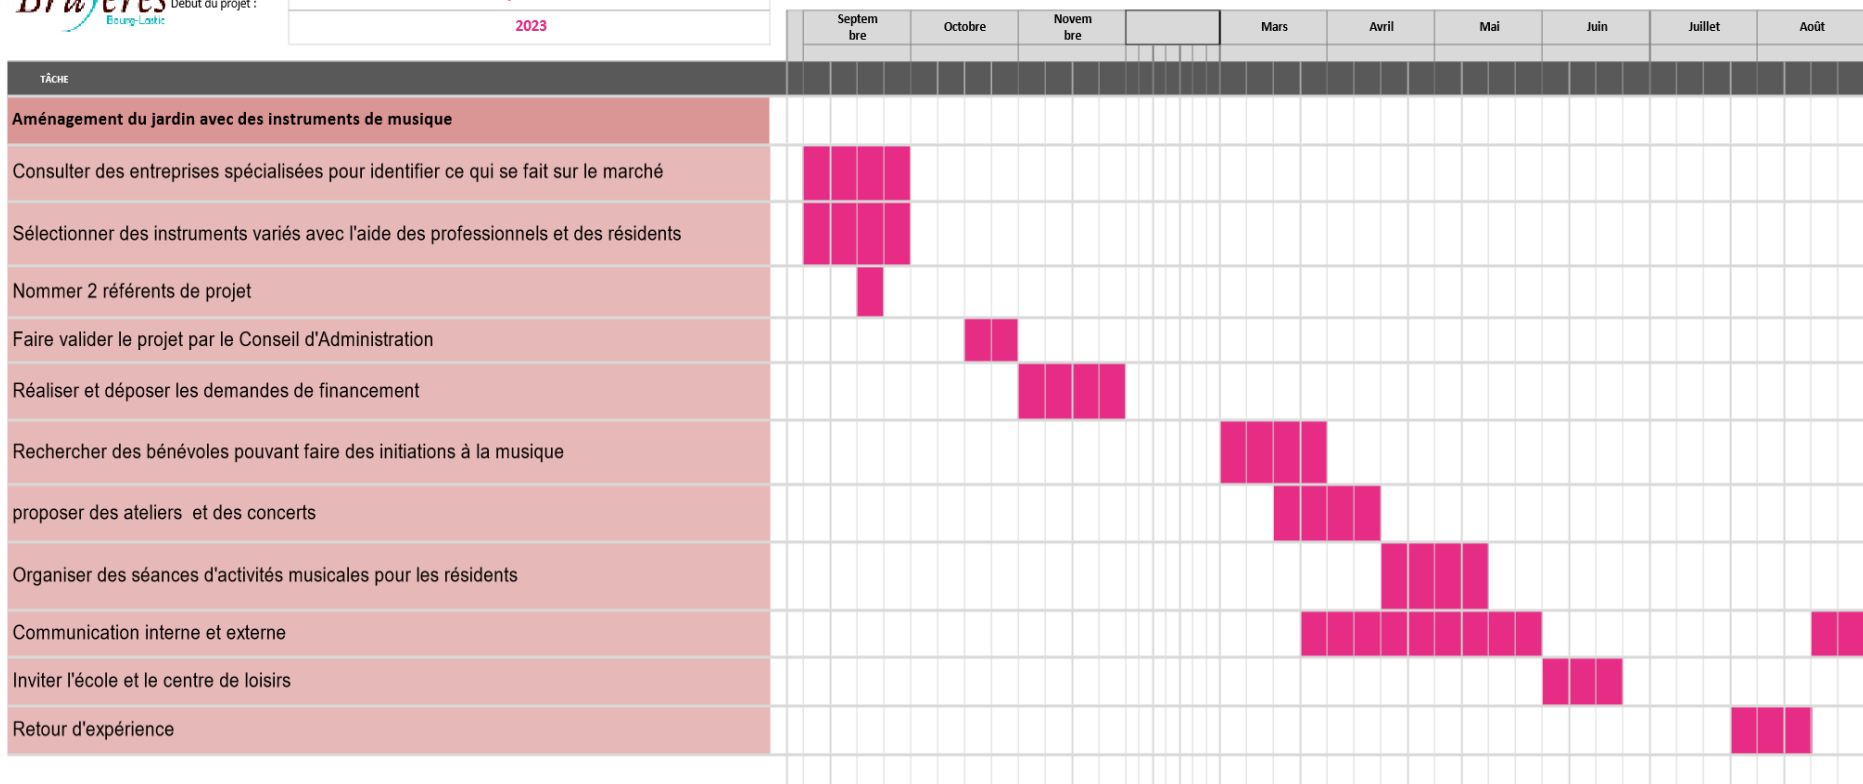 Bruyères
Bourg-Lastic
Début du projet :
2023
Septem
bre
Octobre
Novem
bre
Mars
Avril
Mai
Juin
Juillet
Août
TÂCHE
Aménagement du jardin avec des instruments de musique
Consulter des entreprises spécialisées pour identifier ce qui se fait sur le marché
Sélectionner des instruments variés avec l'aide des professionnels et des résidents
Nommer 2 référents de projet
Faire valider le projet par le Conseil d'Administration
Réaliser et déposer les demandes de financement
Rechercher des bénévoles pouvant faire des initiations à la musique
proposer des ateliers  et des concerts
Organiser des séances d'activités musicales pour les résidents
Communication interne et externe
Inviter l'école et le centre de loisirs
Retour d'expérience